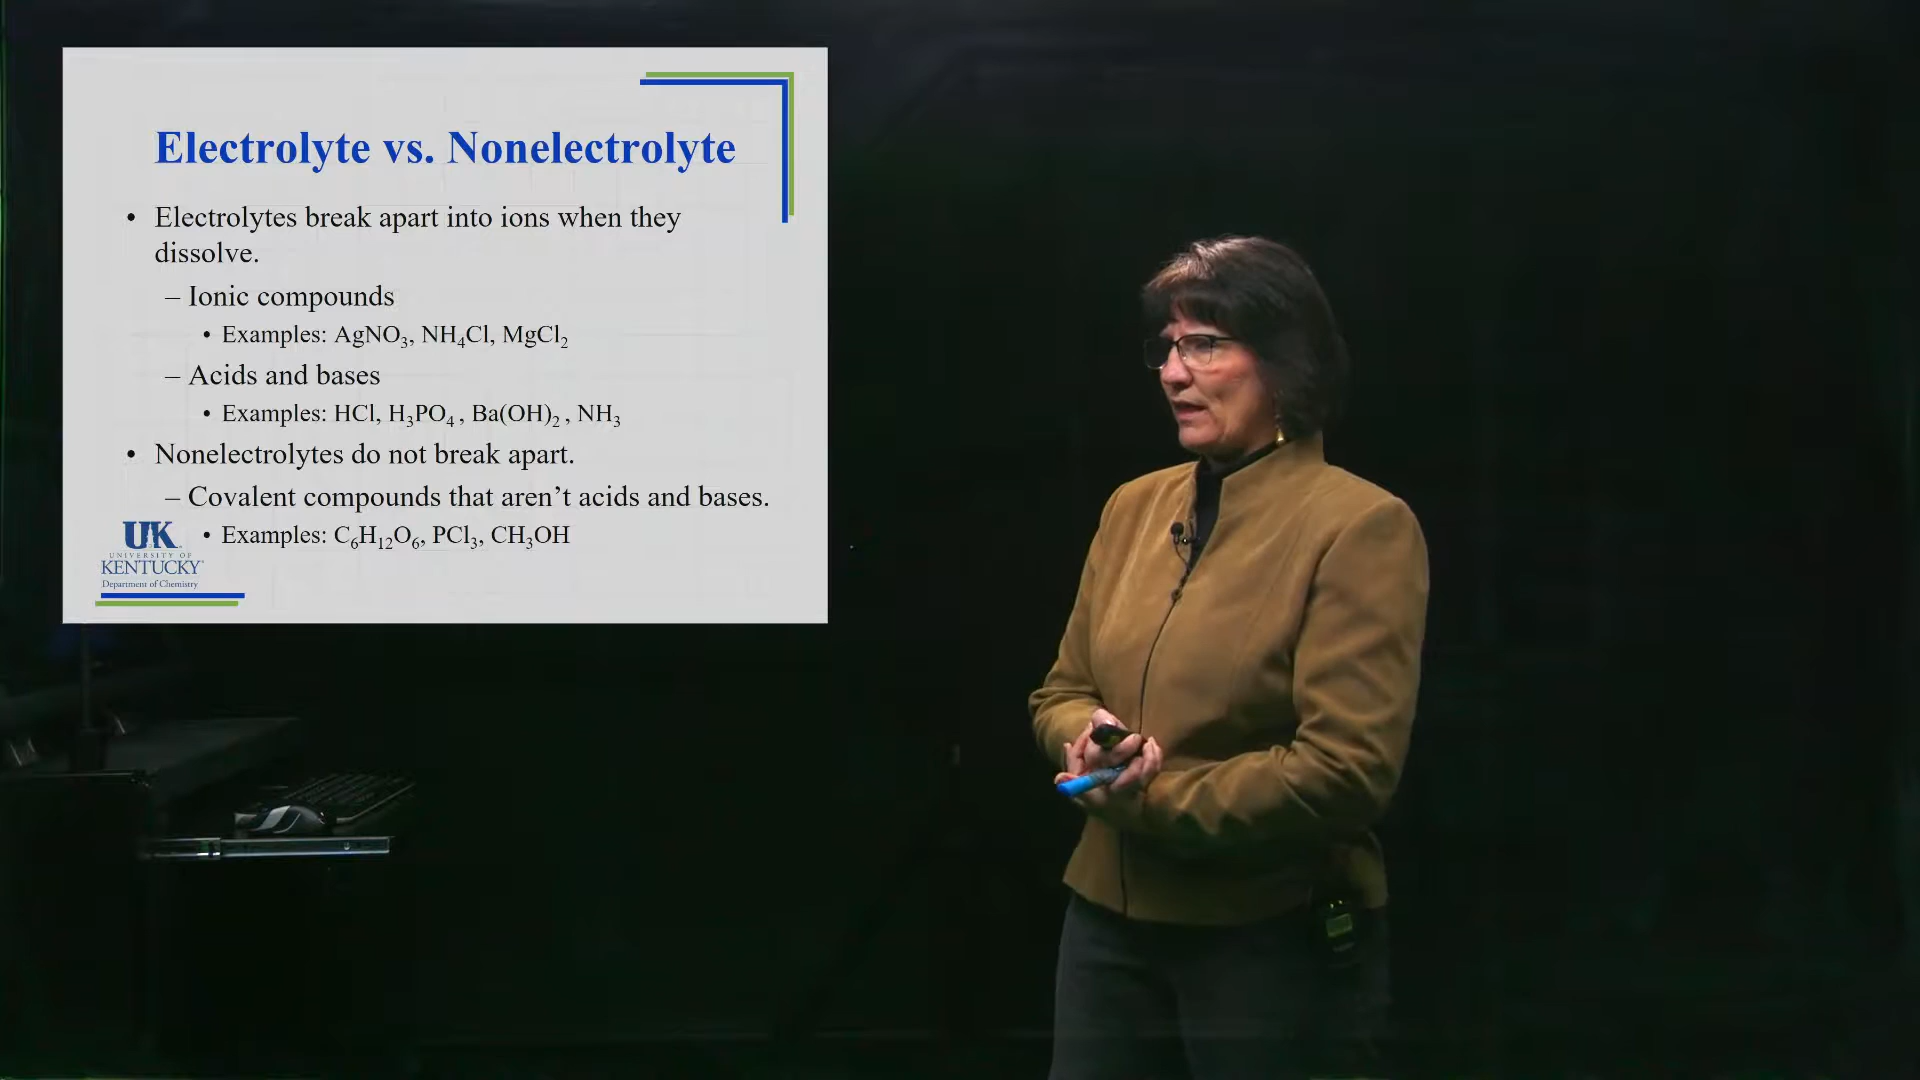 Electrolyte vs. Nonelectrolyte
• Electrolytes break apart into ions when they
dissolve.
– Ionic compounds
• Examples: AgNO₃, NH₄Cl, MgCl₂
– Acids and bases
• Examples: HCl, H₃PO₄ , Ba(OH)₂ , NH₃
• Nonelectrolytes do not break apart.
– Covalent compounds that aren’t acids and bases.
• Examples: C₆H₁₂O₆, PCl₃, CH₃OH
UK
UNIVERSITY OF
KENTUCKY
Department of Chemistry